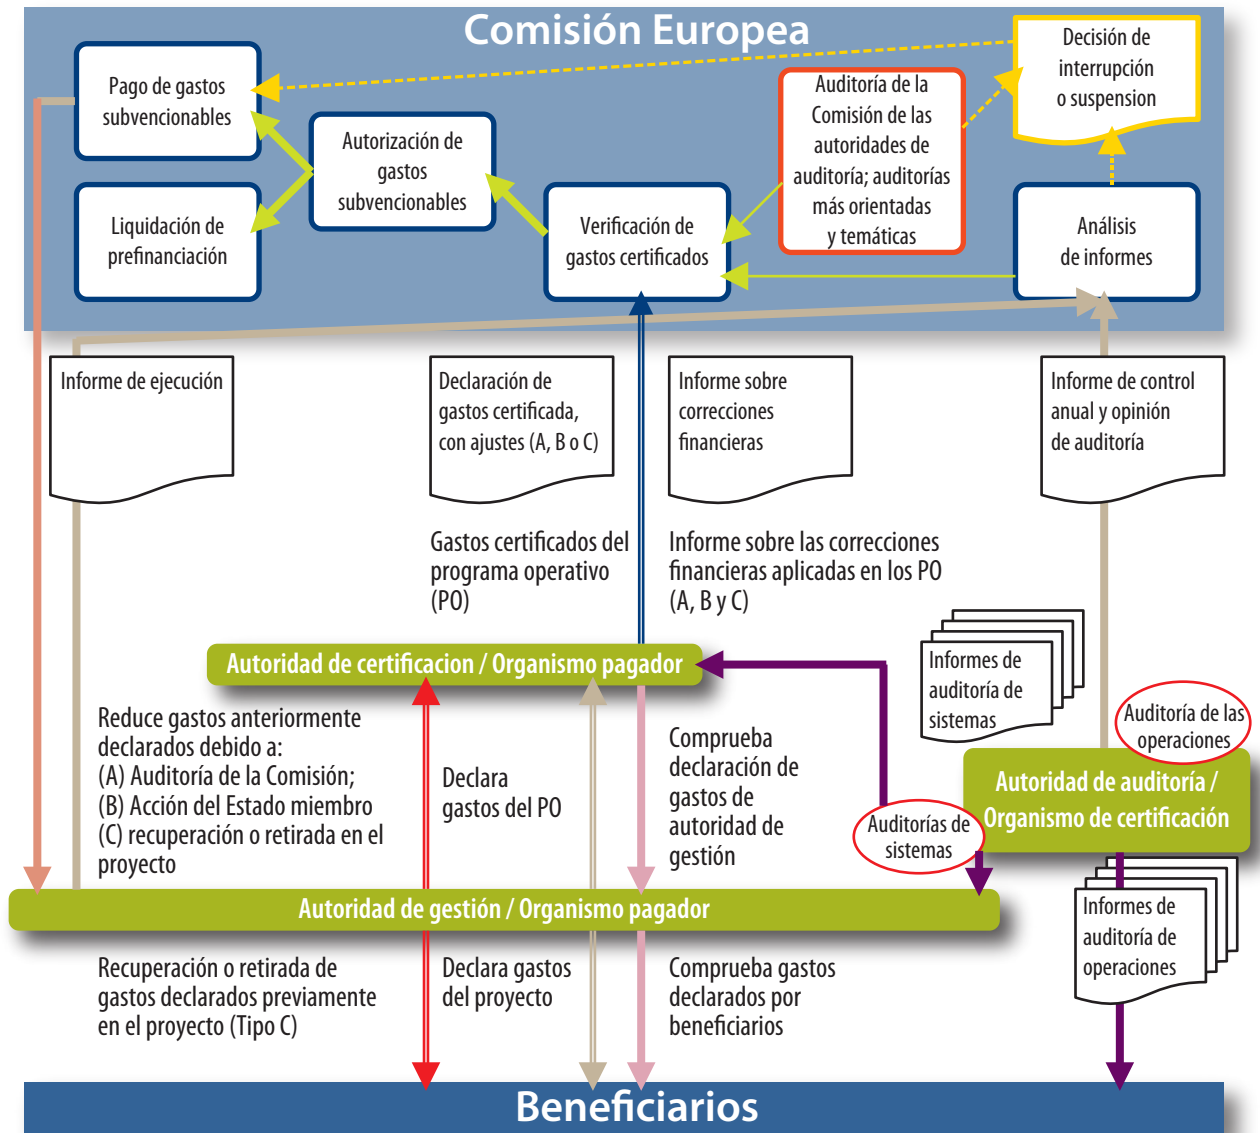 Comisión Europea
Pago de gastos
subvencionables
Autorización de
gastos
subvencionables
Liquidación de
prefinanciación
Verificación de
gastos certificados
Auditoría de la
Comisión de las
autoridades de
auditoría; auditorías
más orientadas
y temáticas
Decisión de
interrupción
o suspension
Análisis
de informes
Informe de ejecución
Declaración de
gastos certificada,
con ajustes (A, B o C)
Informe sobre
correcciones
financieras
Informe de control
anual y opinión
de auditoría
Gastos certificados del
programa operativo
(PO)
Informe sobre las correcciones
financieras aplicadas en los PO
(A, B y C)
Autoridad de certificacion / Organismo pagador
Informes de
auditoría de
sistemas
Auditoría de las
operaciones
Autoridad de auditoría /
Organismo de certificación
Reduce gastos anteriormente
declarados debido a:
(A) Auditoría de la Comisión;
(B) Acción del Estado miembro
(C) recuperación o retirada en el
proyecto
Declara
gastos del PO
Comprueba
declaración de
gastos de
autoridad de
gestión
Auditorías de
sistemas
Autoridad de gestión / Organismo pagador
Informes de
auditoría de
operaciones
Recuperación o retirada de
gastos declarados previamente
en el proyecto (Tipo C)
Declara gastos
del proyecto
Comprueba gastos
declarados por
beneficiarios
Beneficiarios